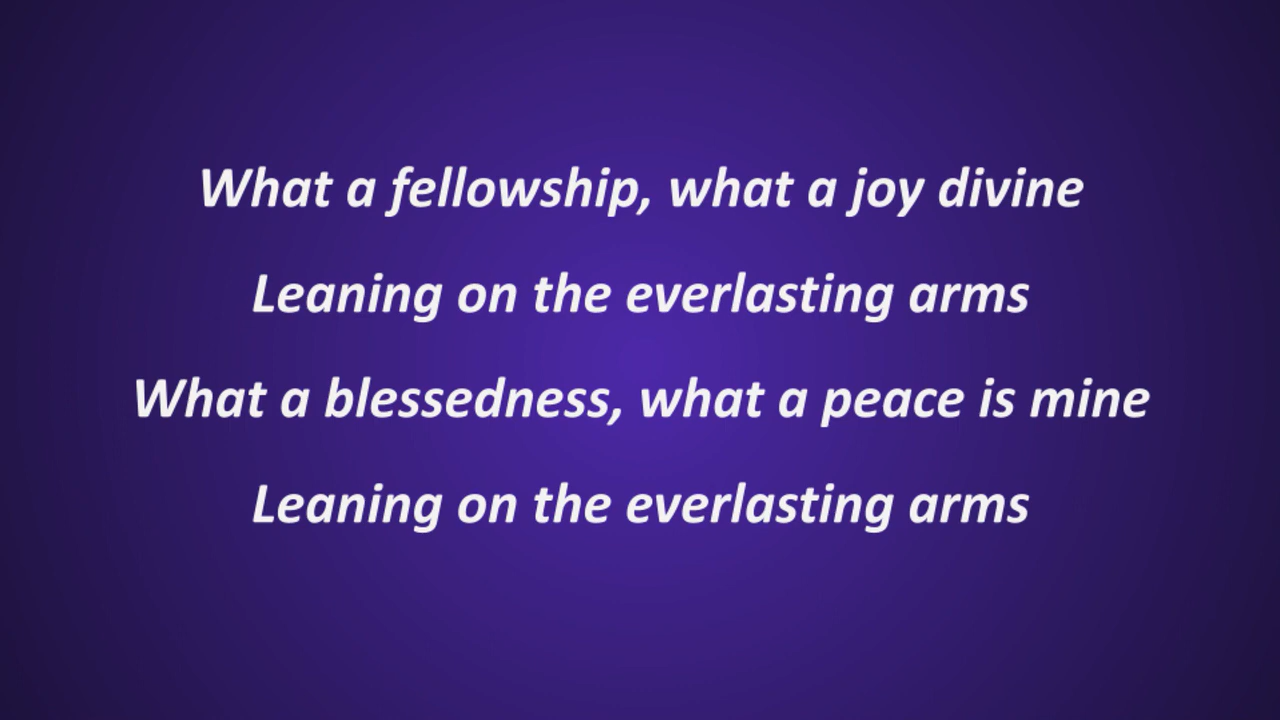 What a fellowship, what a joy divine
Leaning on the everlasting arms
What a blessedness, what a peace is mine
Leaning on the everlasting arms